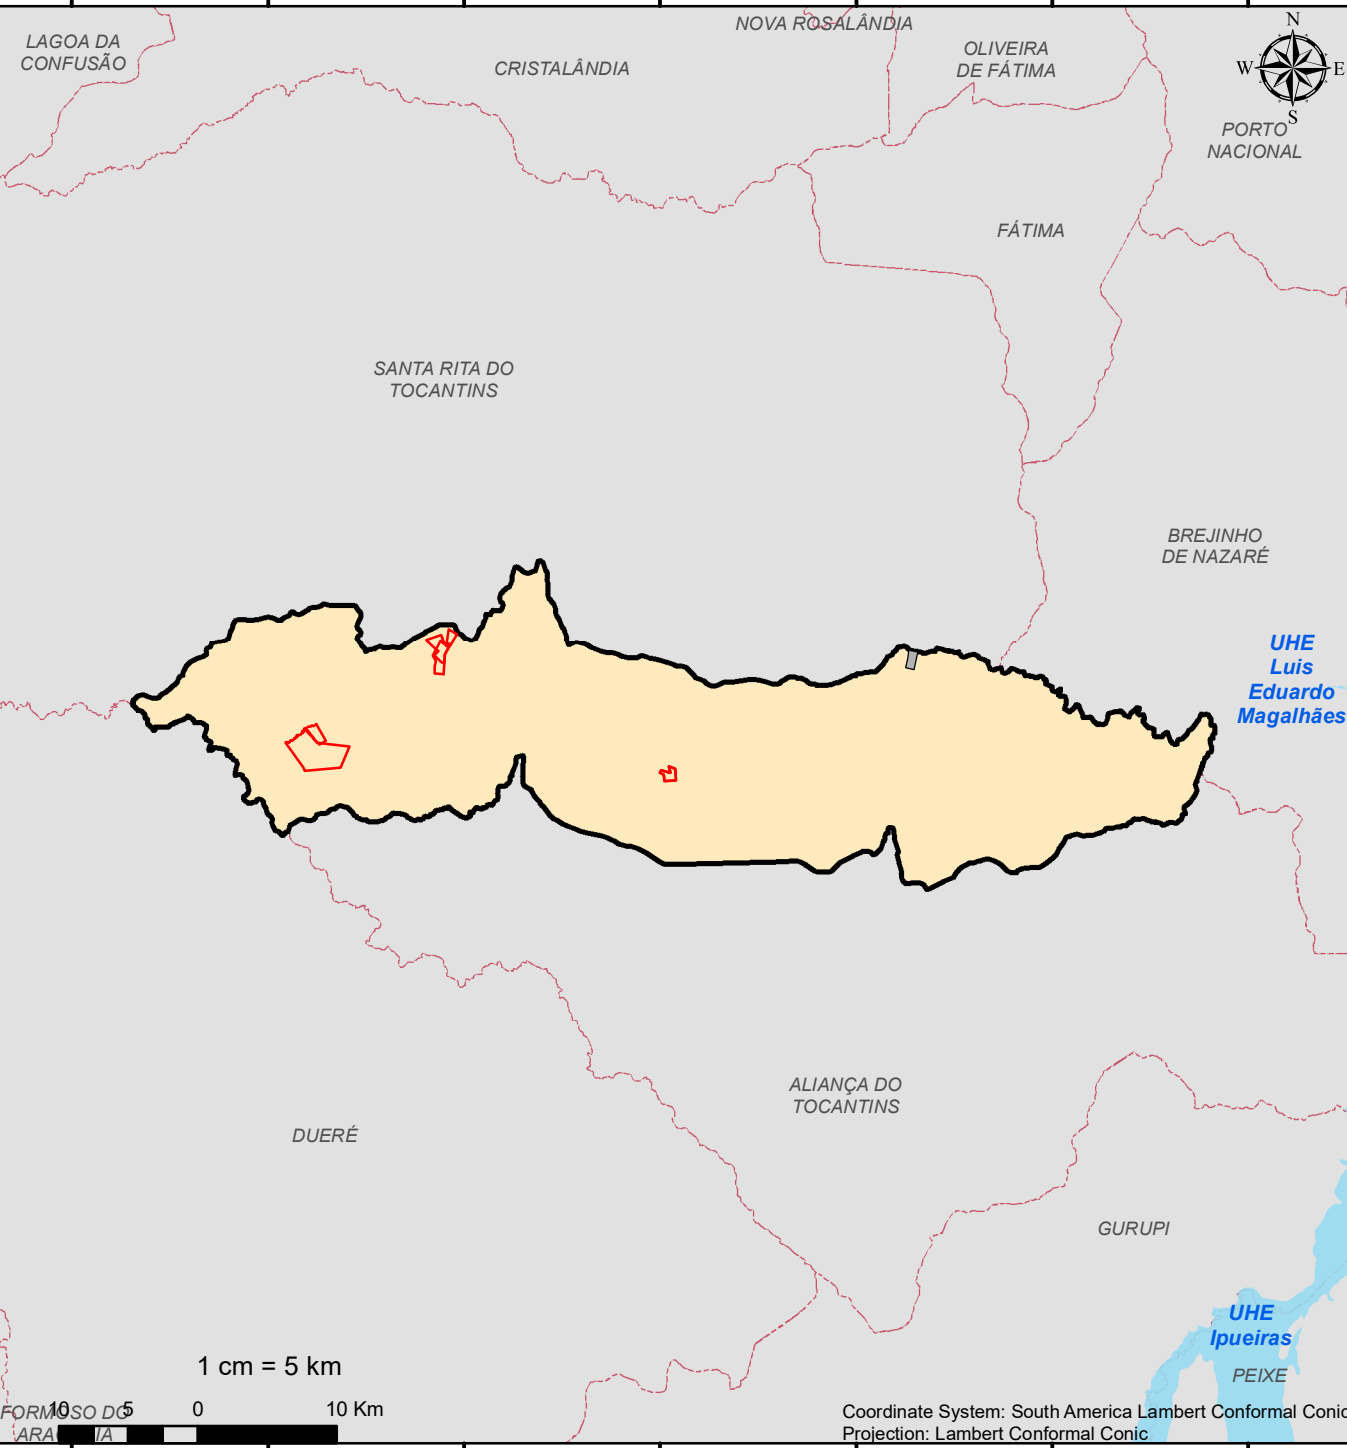 NOVA ROSALÂNDIA
LAGOA DA
CONFUSÃO
CRISTALÂNDIA
OLIVEIRA
DE FÁTIMA
N
W
E
S
PORTO
NACIONAL
FÁTIMA
SANTA RITA DO
TOCANTINS
BREJINHO
DE NAZARÉ
UHE
Luis
Eduardo
Magalhães
ALIANÇA DO
TOCANTINS
DUERÉ
GURUPI
UHE
Ipueiras
PEIXE
1 cm = 5 km
10 5 0 10 Km
FORMOSO DO
Coordinate System: South America Lambert Conformal Conic
Projection: Lambert Conformal Conic